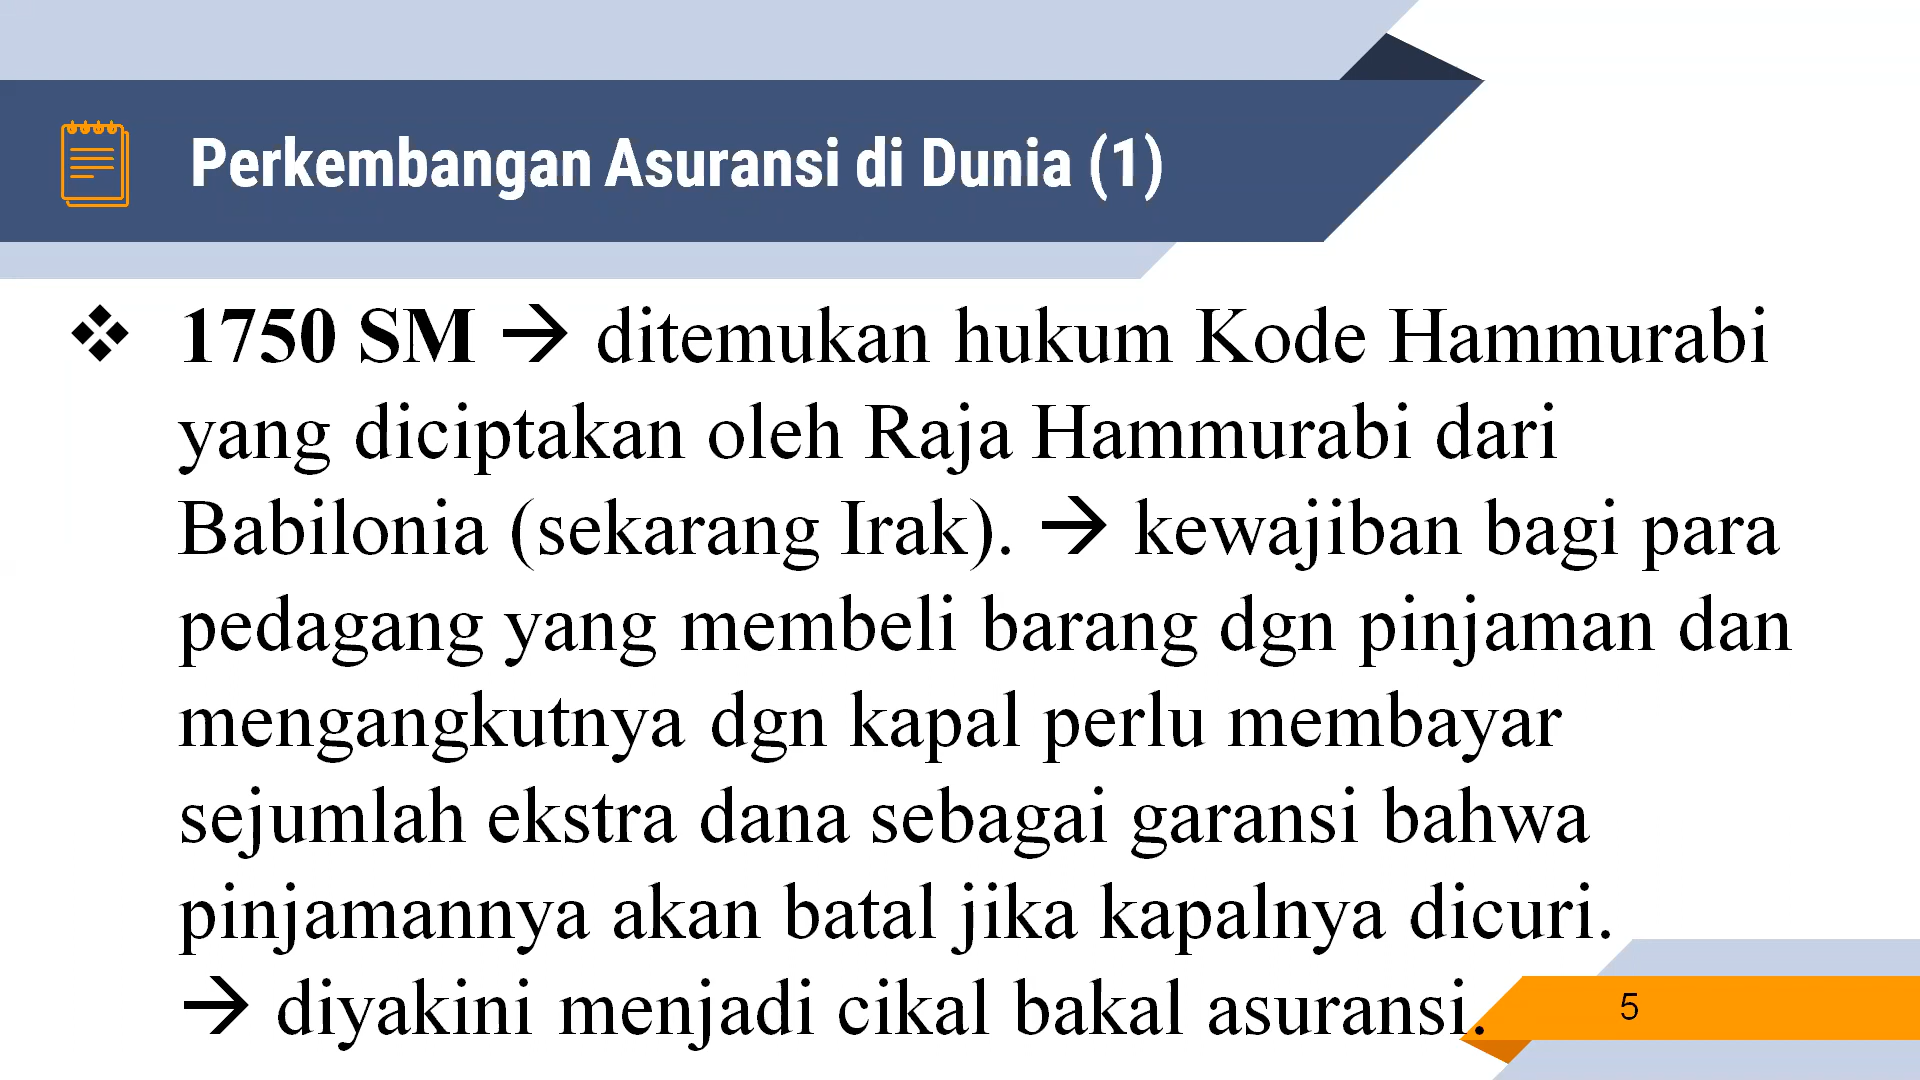 Perkembangan Asuransi di Dunia (1)
❖ 1750 SM → ditemukan hukum Kode Hammurabi
yang diciptakan oleh Raja Hammurabi dari
Babilonia (sekarang Irak). → kewajiban bagi para
pedagang yang membeli barang dgn pinjaman dan
mengangkutnya dgn kapal perlu membayar
sejumlah ekstra dana sebagai garansi bahwa
pinjamannya akan batal jika kapalnya dicuri.
→ diyakini menjadi cikal bakal asuransi.
5